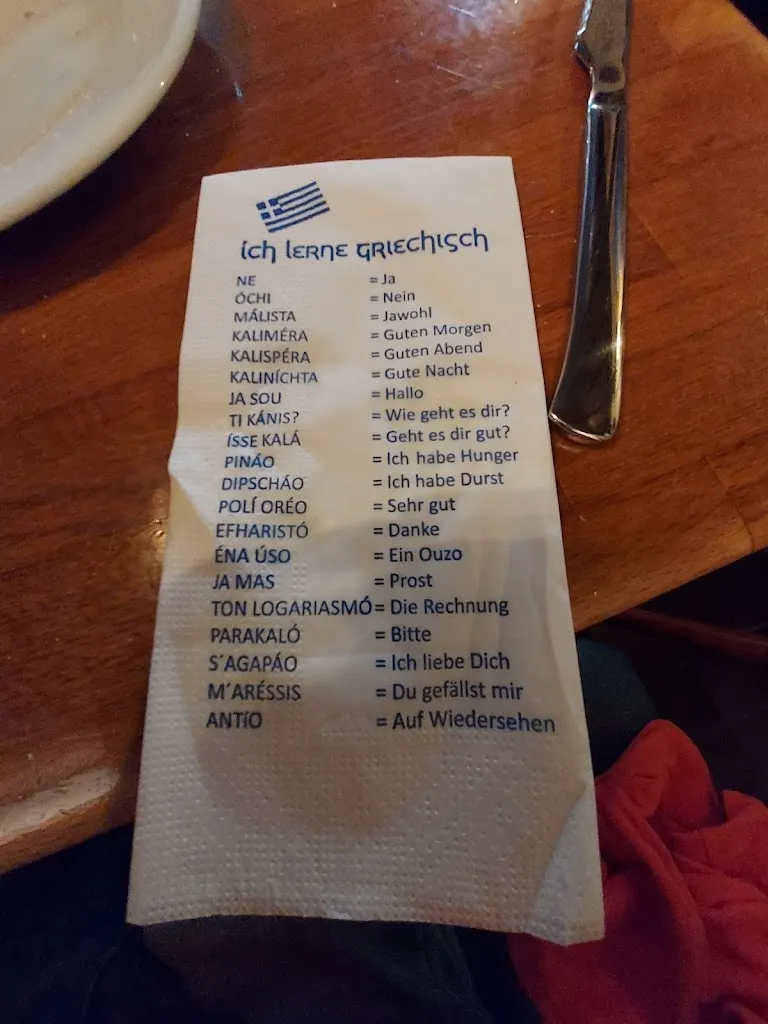 ich lerne griechisch
NE = Ja
ÓCHI = Nein
MÁLISTA = Jawohl
KALIMÉRA = Guten Morgen
KALISPÉRA = Guten Abend
KALINÍCHTA = Gute Nacht
JA SOU = Hallo
TI KÁNIS? = Wie geht es dir?
ÍSSE KALÁ = Geht es dir gut?
PINÁO = Ich habe Hunger
DIPSCHÁO = Ich habe Durst
POLÍ ORÉO = Sehr gut
EFHARISTÓ = Danke
ÉNA ÚSO = Ein Ouzo
JA MAS = Prost
TON LOGARIASMÓ = Die Rechnung
PARAKALÓ = Bitte
S´AGAPÁO = Ich liebe Dich
M´ARÉSSIS = Du gefällst mir
ANTÍO = Auf Wiedersehen